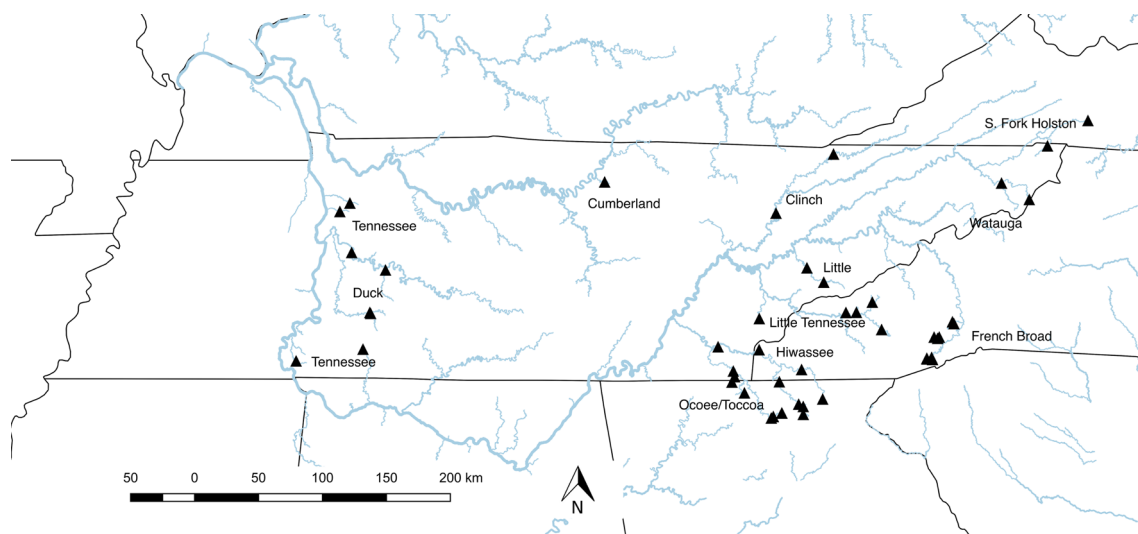 S. Fork Holston
Cumberland
Clinch
Watauga
Tennessee
Little
Duck
Little Tennessee
French Broad
Tennessee
Hiwassee
Ocoee/Toccoa
50 0 50 100 150 200 km
N